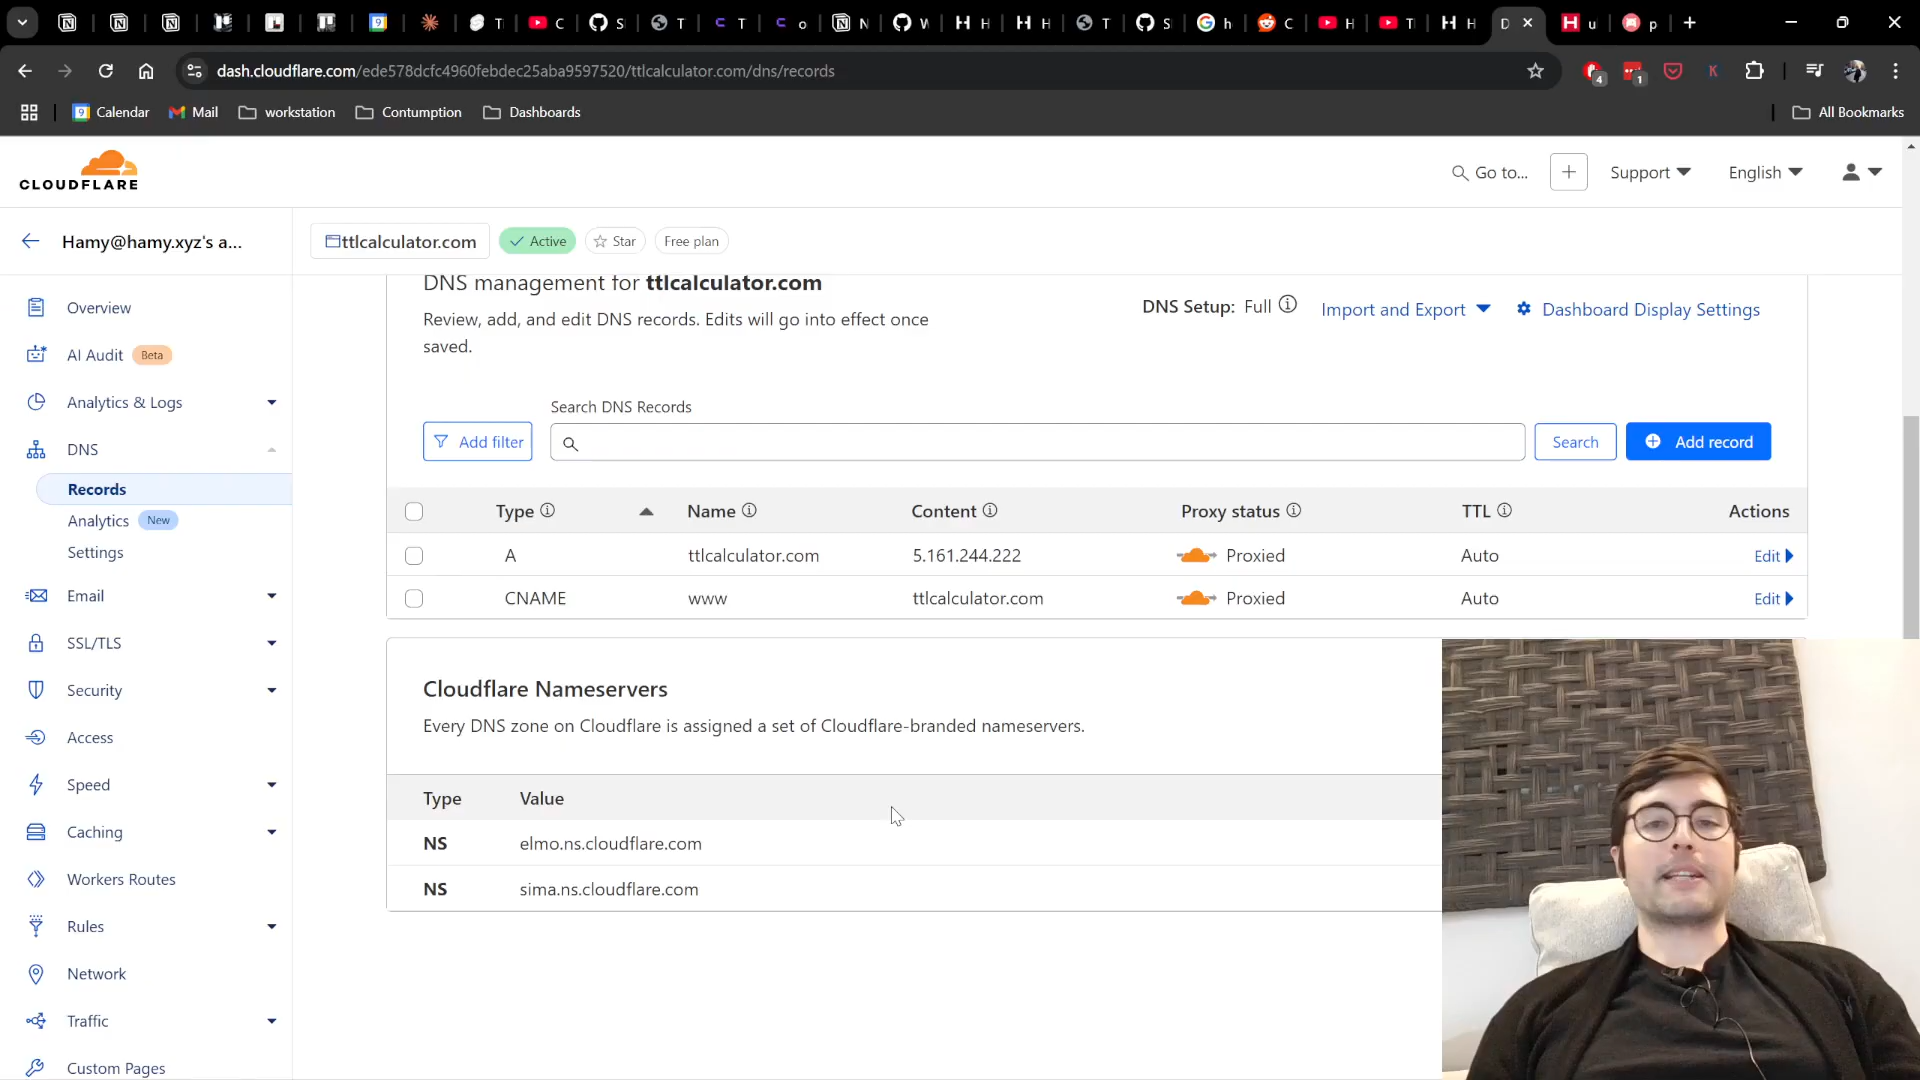 T
C
S
T
T
o
N
W
H
H
T
S
h
C
H
T
H
D
u
p
dash.cloudflare.com/ede578dcfc4960febdec25aba9597520/ttlcalculator.com/dns/records
4
1
K
Calendar
Mail
workstation
Contumption
Dashboards
All Bookmarks
CLOUDFLARE
Go to...
Support
English
Hamy@hamy.xyz's a...
ttlcalculator.com
Active
Star
Free plan
Overview
AI Audit Beta
Analytics & Logs
DNS
Records
Analytics New
Settings
Email
SSL/TLS
Security
Access
Speed
Caching
Workers Routes
Rules
Network
Traffic
Custom Pages
DNS management for ttlcalculator.com
Review, add, and edit DNS records. Edits will go into effect once
saved.
DNS Setup: Full
Import and Export
Dashboard Display Settings
Search DNS Records
Add filter
Search
Add record
Type Name Content Proxy status TTL Actions
A ttlcalculator.com 5.161.244.222 Proxied Auto Edit
CNAME www ttlcalculator.com Proxied Auto Edit
Cloudflare Nameservers
Every DNS zone on Cloudflare is assigned a set of Cloudflare-branded nameservers.
Type Value
NS elmo.ns.cloudflare.com
NS sima.ns.cloudflare.com